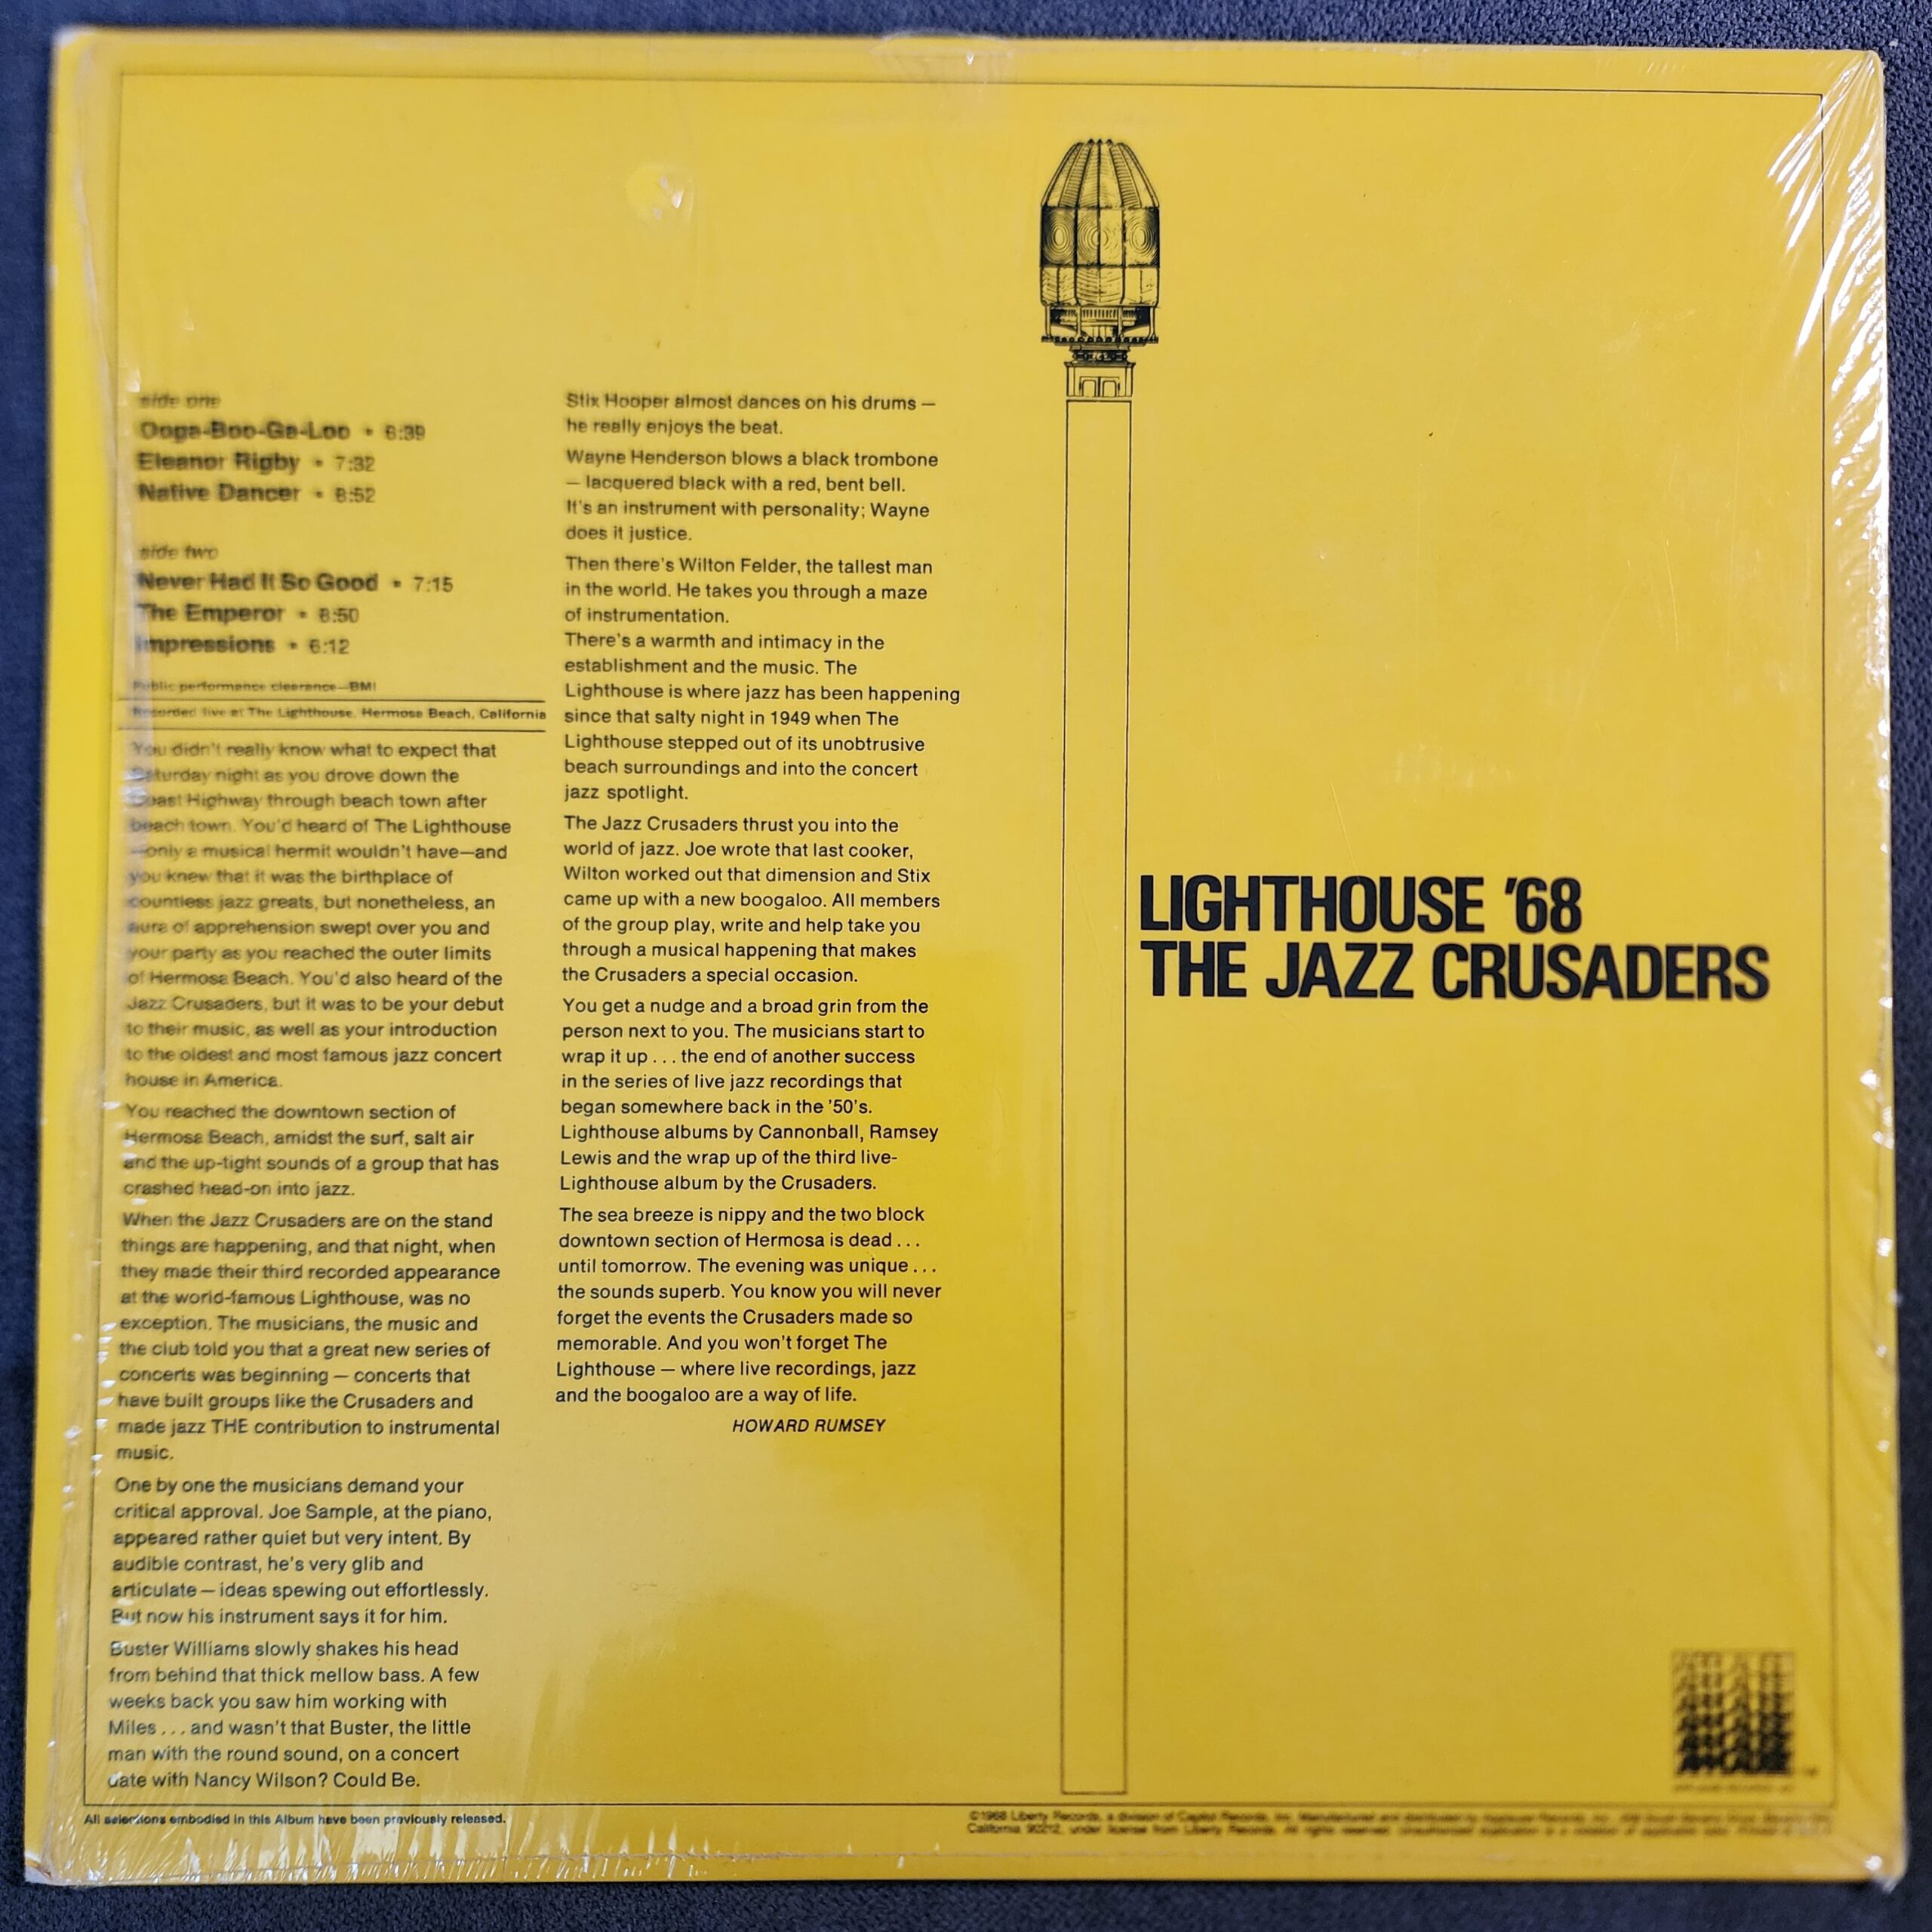 side one
Ooga-Boo-Ga-Loo • 6:39
Eleanor Rigby • 7:32
Native Dancer • 8:52
side two
Never Had It So Good • 7:15
The Emperor • 8:50
Impressions • 6:12
Public performance clearance—BMI
Recorded live at The Lighthouse, Hermosa Beach, California
You didn't really know what to expect that
Saturday night as you drove down the
Coast Highway through beach town after
beach town. You'd heard of The Lighthouse
—only a musical hermit wouldn't have—and
you knew that it was the birthplace of
countless jazz greats, but nonetheless, an
aura of apprehension swept over you and
your party as you reached the outer limits
of Hermosa Beach. You'd also heard of the
Jazz Crusaders, but it was to be your debut
to their music, as well as your introduction
to the oldest and most famous jazz concert
house in America.
You reached the downtown section of
Hermosa Beach, amidst the surf, salt air
and the up-tight sounds of a group that has
crashed head-on into jazz.
When the Jazz Crusaders are on the stand
things are happening, and that night, when
they made their third recorded appearance
at the world-famous Lighthouse, was no
exception. The musicians, the music and
the club told you that a great new series of
concerts was beginning — concerts that
have built groups like the Crusaders and
made jazz THE contribution to instrumental
music.
One by one the musicians demand your
critical approval. Joe Sample, at the piano,
appeared rather quiet but very intent. By
audible contrast, he's very glib and
articulate — ideas spewing out effortlessly.
But now his instrument says it for him.
Buster Williams slowly shakes his head
from behind that thick mellow bass. A few
weeks back you saw him working with
Miles . . . and wasn't that Buster, the little
man with the round sound, on a concert
date with Nancy Wilson? Could Be.
Stix Hooper almost dances on his drums —
he really enjoys the beat.
Wayne Henderson blows a black trombone
— lacquered black with a red, bent bell.
It's an instrument with personality; Wayne
does it justice.
Then there's Wilton Felder, the tallest man
in the world. He takes you through a maze
of instrumentation.
There's a warmth and intimacy in the
establishment and the music. The
Lighthouse is where jazz has been happening
since that salty night in 1949 when The
Lighthouse stepped out of its unobtrusive
beach surroundings and into the concert
jazz spotlight.
The Jazz Crusaders thrust you into the
world of jazz. Joe wrote that last cooker,
Wilton worked out that dimension and Stix
came up with a new boogaloo. All members
of the group play, write and help take you
through a musical happening that makes
the Crusaders a special occasion.
You get a nudge and a broad grin from the
person next to you. The musicians start to
wrap it up . . . the end of another success
in the series of live jazz recordings that
began somewhere back in the '50's.
Lighthouse albums by Cannonball, Ramsey
Lewis and the wrap up of the third live-
Lighthouse album by the Crusaders.
The sea breeze is nippy and the two block
downtown section of Hermosa is dead . . .
until tomorrow. The evening was unique . . .
the sounds superb. You know you will never
forget the events the Crusaders made so
memorable. And you won't forget The
Lighthouse — where live recordings, jazz
and the boogaloo are a way of life.
HOWARD RUMSEY
LIGHTHOUSE '68
THE JAZZ CRUSADERS
All selections embodied in this Album have been previously released.
©1968 Liberty Records, a division of Capitol Records, Inc. Manufactured and distributed by Applause Records, Inc.
California 90212, under license from Liberty Records. All rights reserved. Unauthorized duplication is a violation of applicable laws.